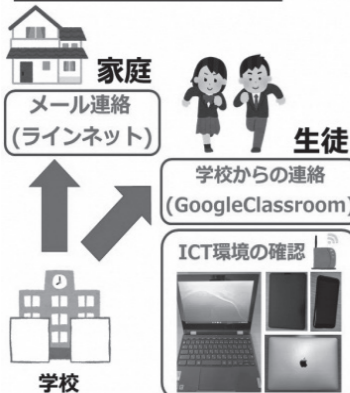 家庭
メール連絡
(ラインネット)
生徒
学校からの連絡
(GoogleClassroom)
ICT環境の確認
学校